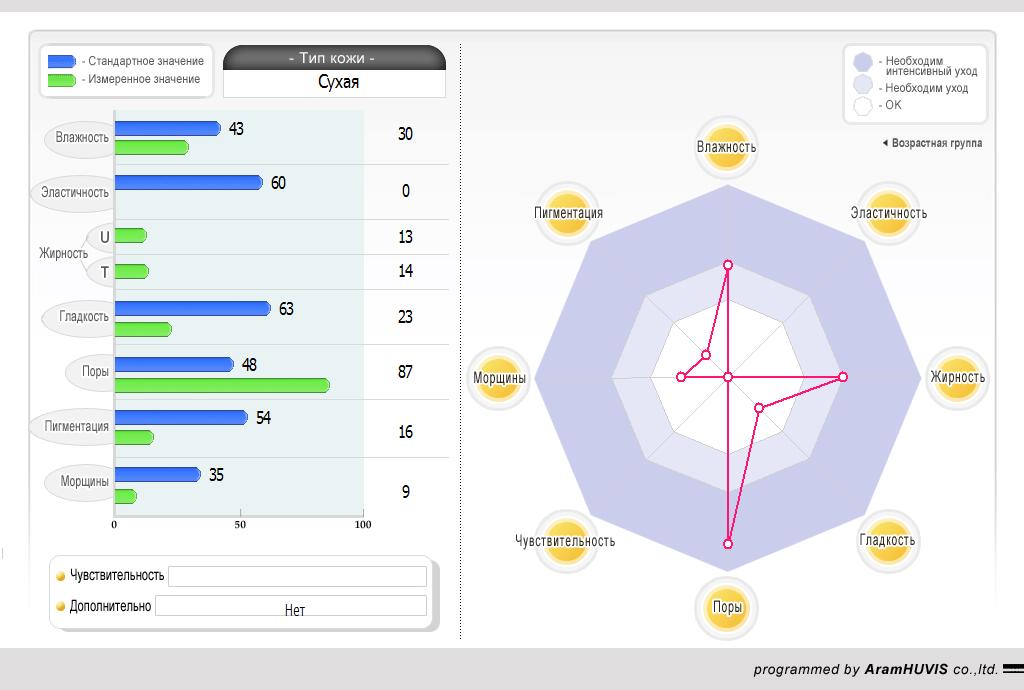 - Стандартное значение
- Измеренное значение
- Тип кожи -
Сухая
- Необходим
интенсивный уход
- Необходим уход
- OK
Возрастная группа
Влажность 43 30
Эластичность 60 0
Жирность
U 13
T 14
Гладкость 63 23
Поры 48 87
Пигментация 54 16
Морщины 35 9
0 50 100
Чувствительность
Дополнительно Нет
Влажность
Пигментация
Эластичность
Морщины
Жирность
Чувствительность
Гладкость
Поры
programmed by AramHUVIS co.,ltd.